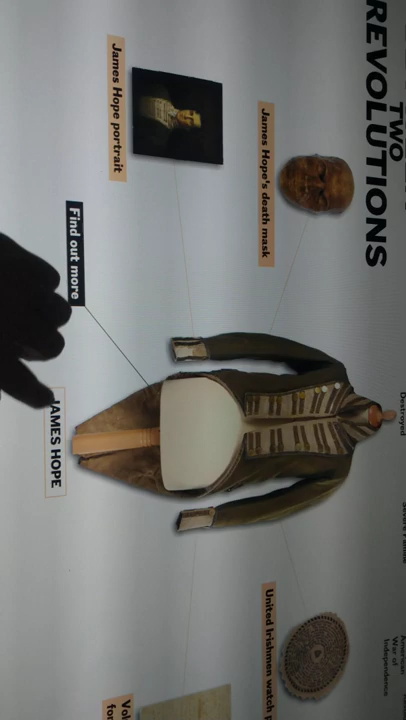 TWO
REVOLUTIONS
James Hope's death mask
James Hope portrait
Find out more
JAMES HOPE
United Irishmen watch
Destroyed
American
War of
Independence